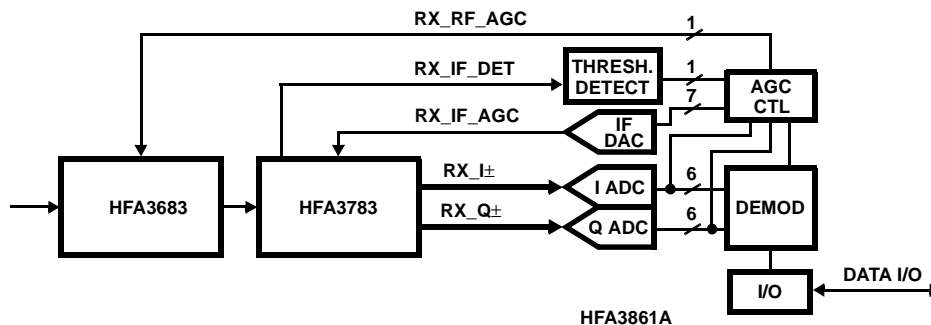 RX_RF_AGC
1
RX_IF_DET
THRESH.
DETECT
1
AGC
CTL
7
RX_IF_AGC
IF
DAC
HFA3683
HFA3783
RX_I±
I ADC
6
RX_Q±
Q ADC
6
DEMOD
I/O
DATA I/O
HFA3861A